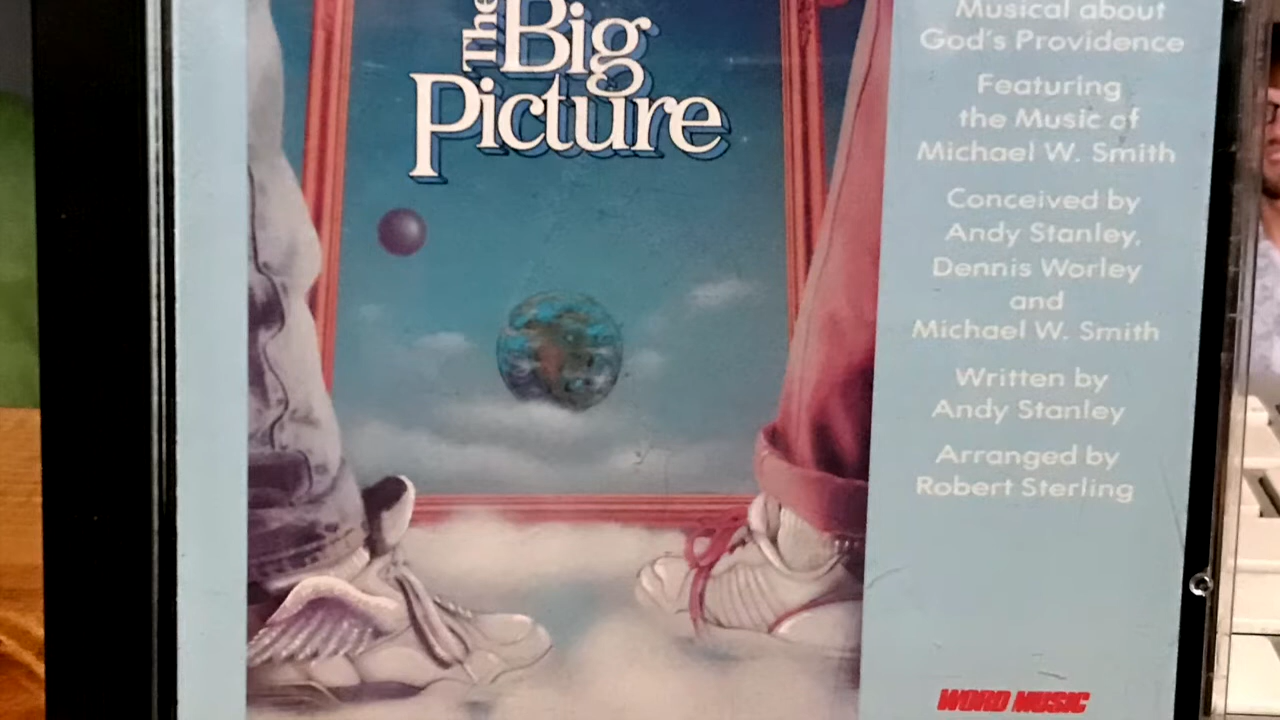 The
Big
Picture
Musical about
God's Providence
Featuring
the Music of
Michael W. Smith
Conceived by
Andy Stanley,
Dennis Worley
and
Michael W. Smith
Written by
Andy Stanley
Arranged by
Robert Sterling
WORD MUSIC